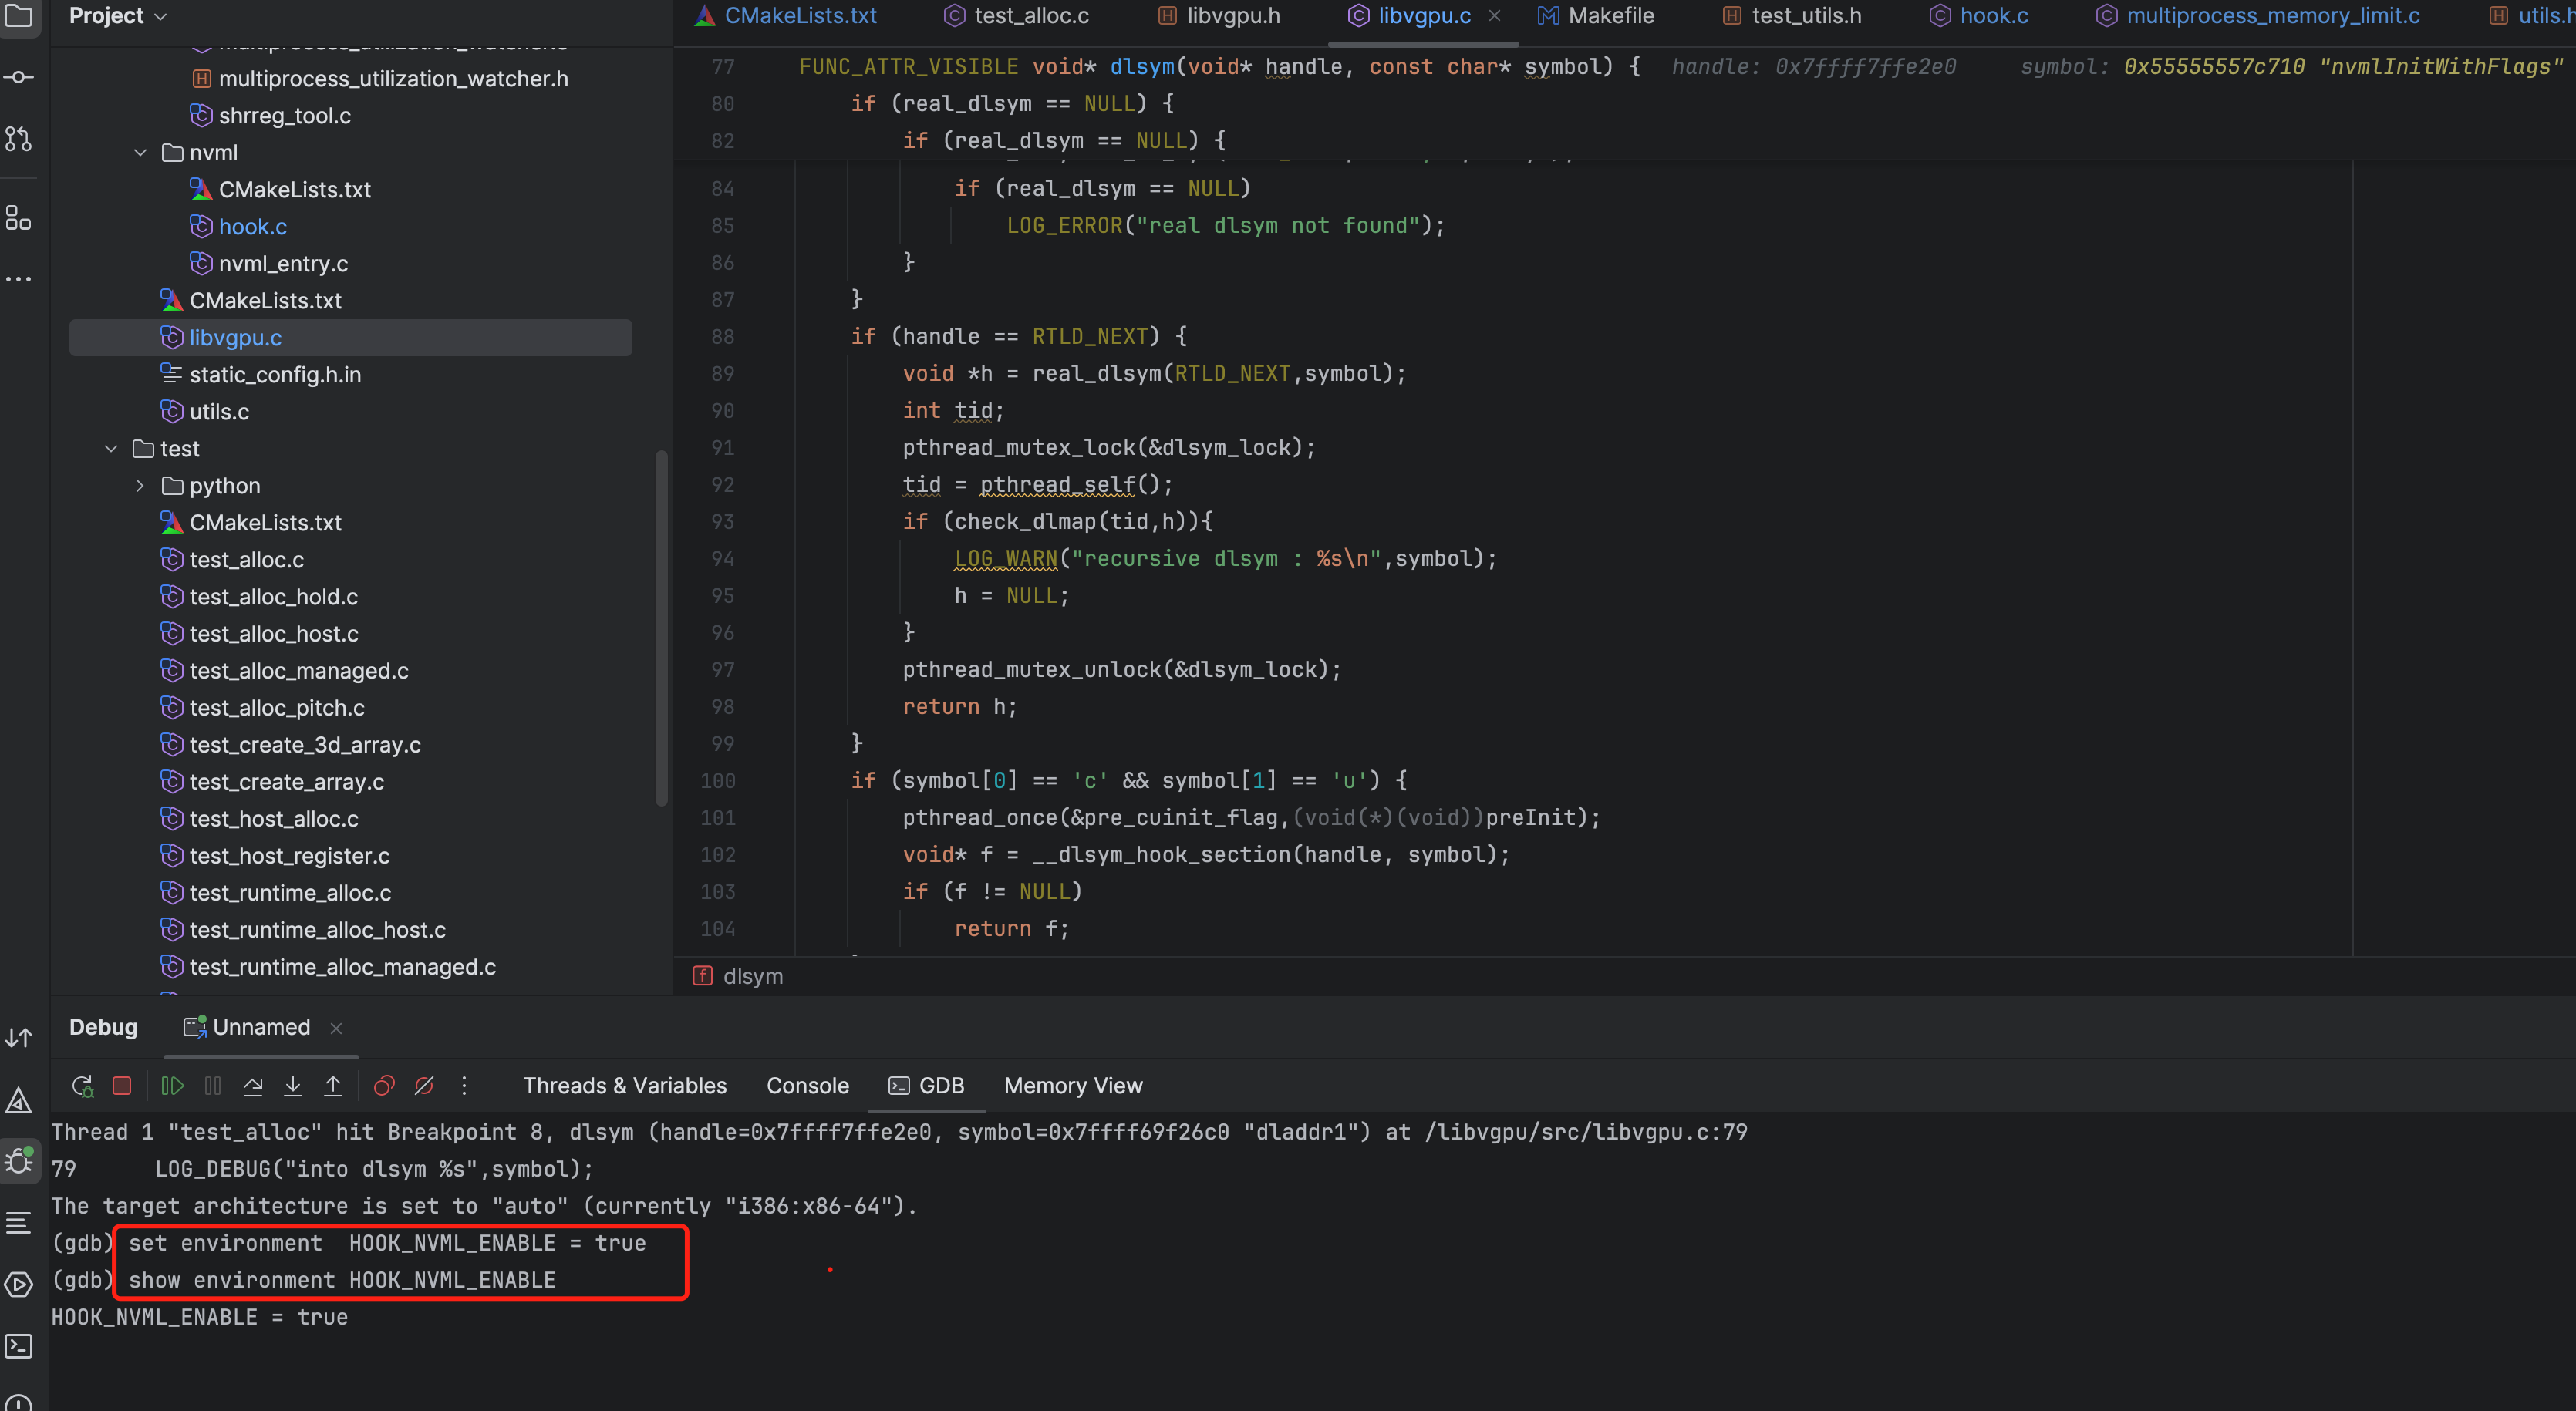 Project
CMakeLists.txt
test_alloc.c
libvgpu.h
libvgpu.c
Makefile
test_utils.h
hook.c
multiprocess_memory_limit.c
utils.h
multiprocess_utilization_watcher.c
multiprocess_utilization_watcher.h
shrreg_tool.c
nvml
CMakeLists.txt
hook.c
nvml_entry.c
CMakeLists.txt
libvgpu.c
static_config.h.in
utils.c
test
python
CMakeLists.txt
test_alloc.c
test_alloc_hold.c
test_alloc_host.c
test_alloc_managed.c
test_alloc_pitch.c
test_create_3d_array.c
test_create_array.c
test_host_alloc.c
test_host_register.c
test_runtime_alloc.c
test_runtime_alloc_host.c
test_runtime_alloc_managed.c
77 FUNC_ATTR_VISIBLE void* dlsym(void* handle, const char* symbol) { handle: 0x7ffff7ffe2e0 symbol: 0x55555557c710 "nvmlInitWithFlags"
80 if (real_dlsym == NULL) {
82 if (real_dlsym == NULL) {
84 if (real_dlsym == NULL)
85 LOG_ERROR("real dlsym not found");
86 }
87 }
88 if (handle == RTLD_NEXT) {
89 void *h = real_dlsym(RTLD_NEXT,symbol);
90 int tid;
91 pthread_mutex_lock(&dlsym_lock);
92 tid = pthread_self();
93 if (check_dlmap(tid,h)){
94 LOG_WARN("recursive dlsym : %s\n",symbol);
95 h = NULL;
96 }
97 pthread_mutex_unlock(&dlsym_lock);
98 return h;
99 }
100 if (symbol[0] == 'c' && symbol[1] == 'u') {
101 pthread_once(&pre_cuinit_flag,(void(*)(void))preInit);
102 void* f = __dlsym_hook_section(handle, symbol);
103 if (f != NULL)
104 return f;
dlsym
Debug
Unnamed
Threads & Variables
Console
GDB
Memory View
Thread 1 "test_alloc" hit Breakpoint 8, dlsym (handle=0x7ffff7ffe2e0, symbol=0x7ffff69f26c0 "dladdr1") at /libvgpu/src/libvgpu.c:79
79 LOG_DEBUG("into dlsym %s",symbol);
The target architecture is set to "auto" (currently "i386:x86-64").
(gdb) set environment  HOOK_NVML_ENABLE = true
(gdb) show environment HOOK_NVML_ENABLE
HOOK_NVML_ENABLE = true